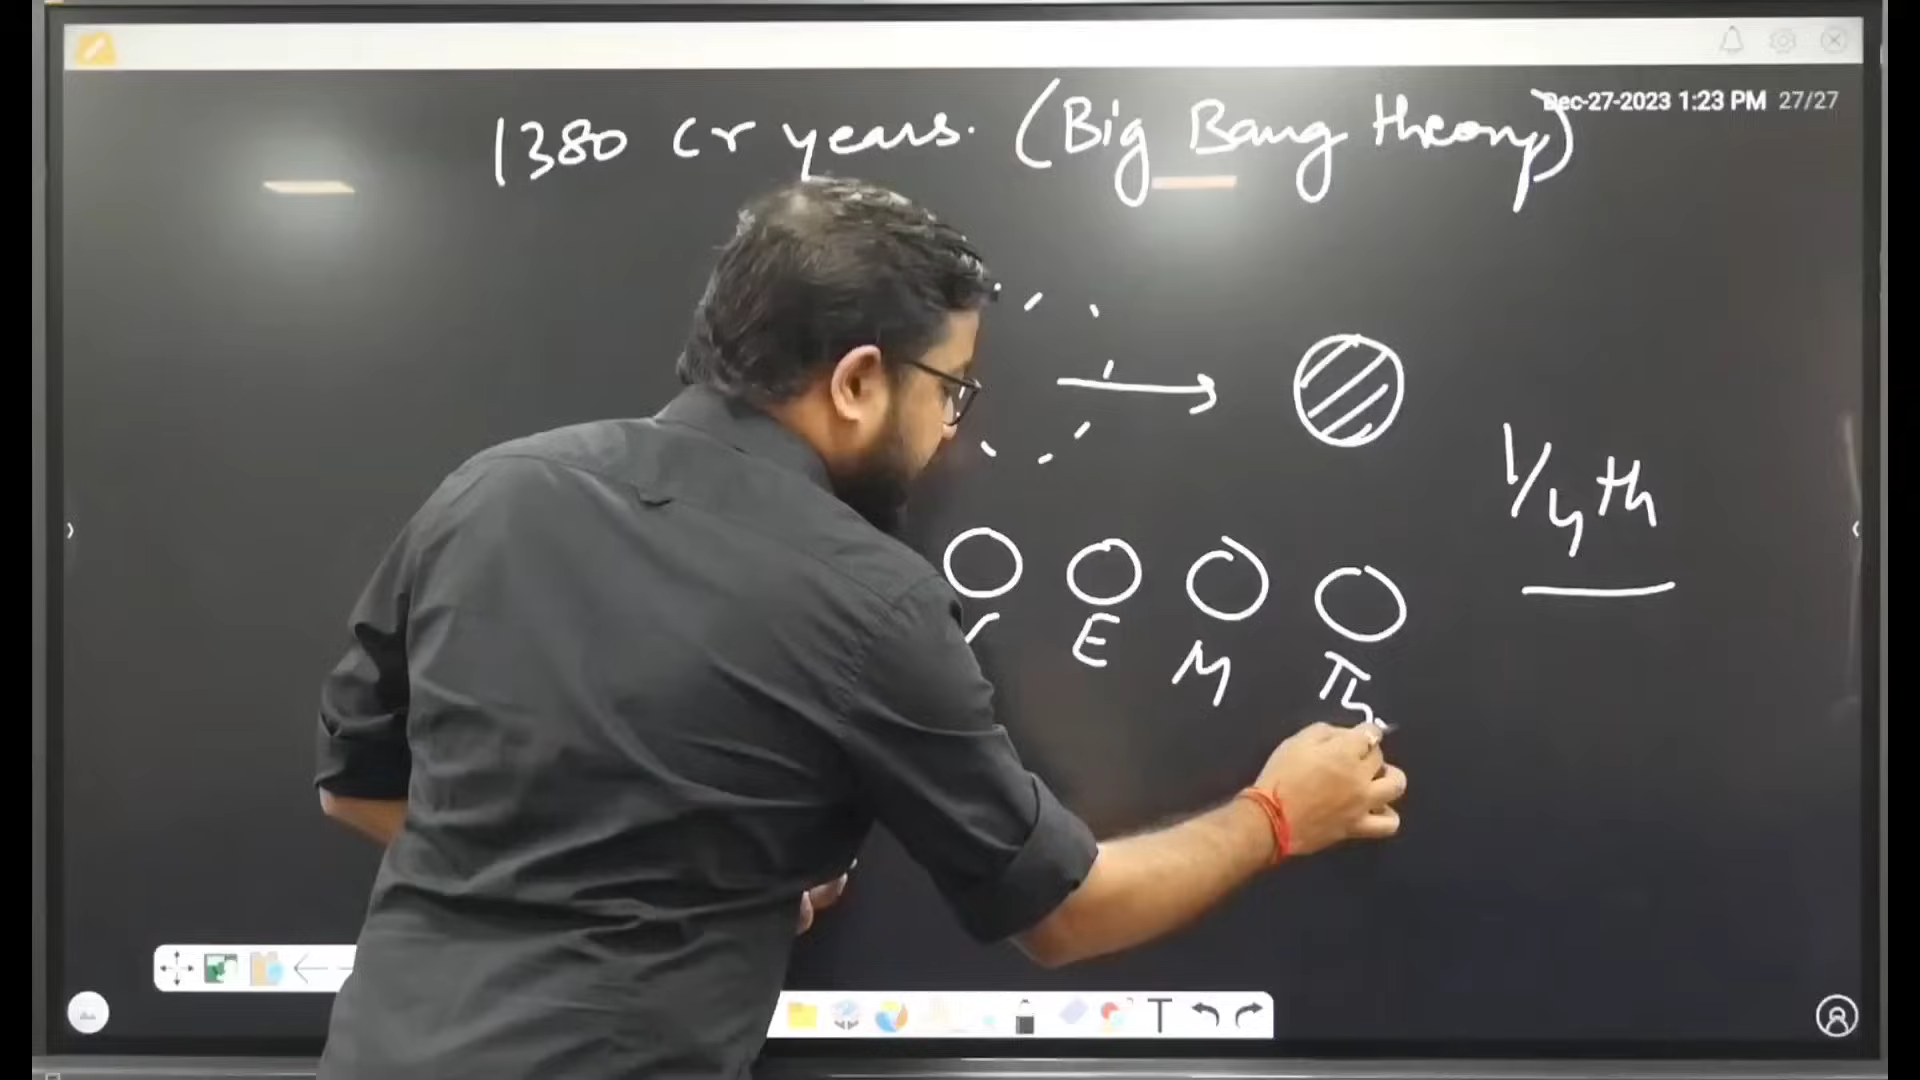 Dec-27-2023 1:23 PM 27/27
1380 Cr years. (Big Bang theory)
1/4th
E
M
Th
T